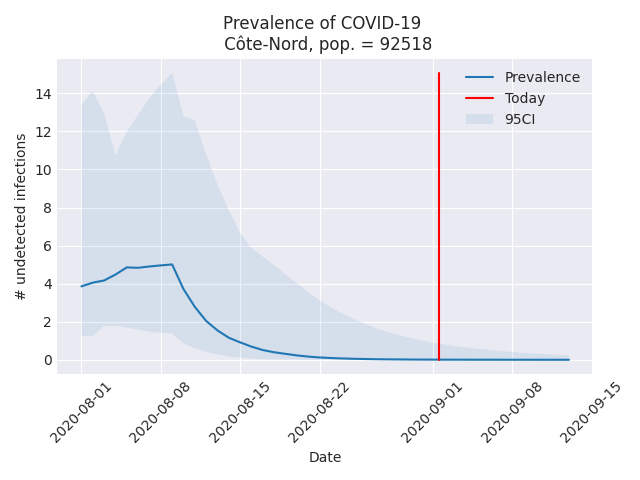 Prevalence of COVID-19
Côte-Nord, pop. = 92518
Prevalence
Today
95CI
# undetected infections
14
12
10
8
6
4
2
0
2020-08-01
2020-08-08
2020-08-15
2020-08-22
2020-09-01
2020-09-08
2020-09-15
Date